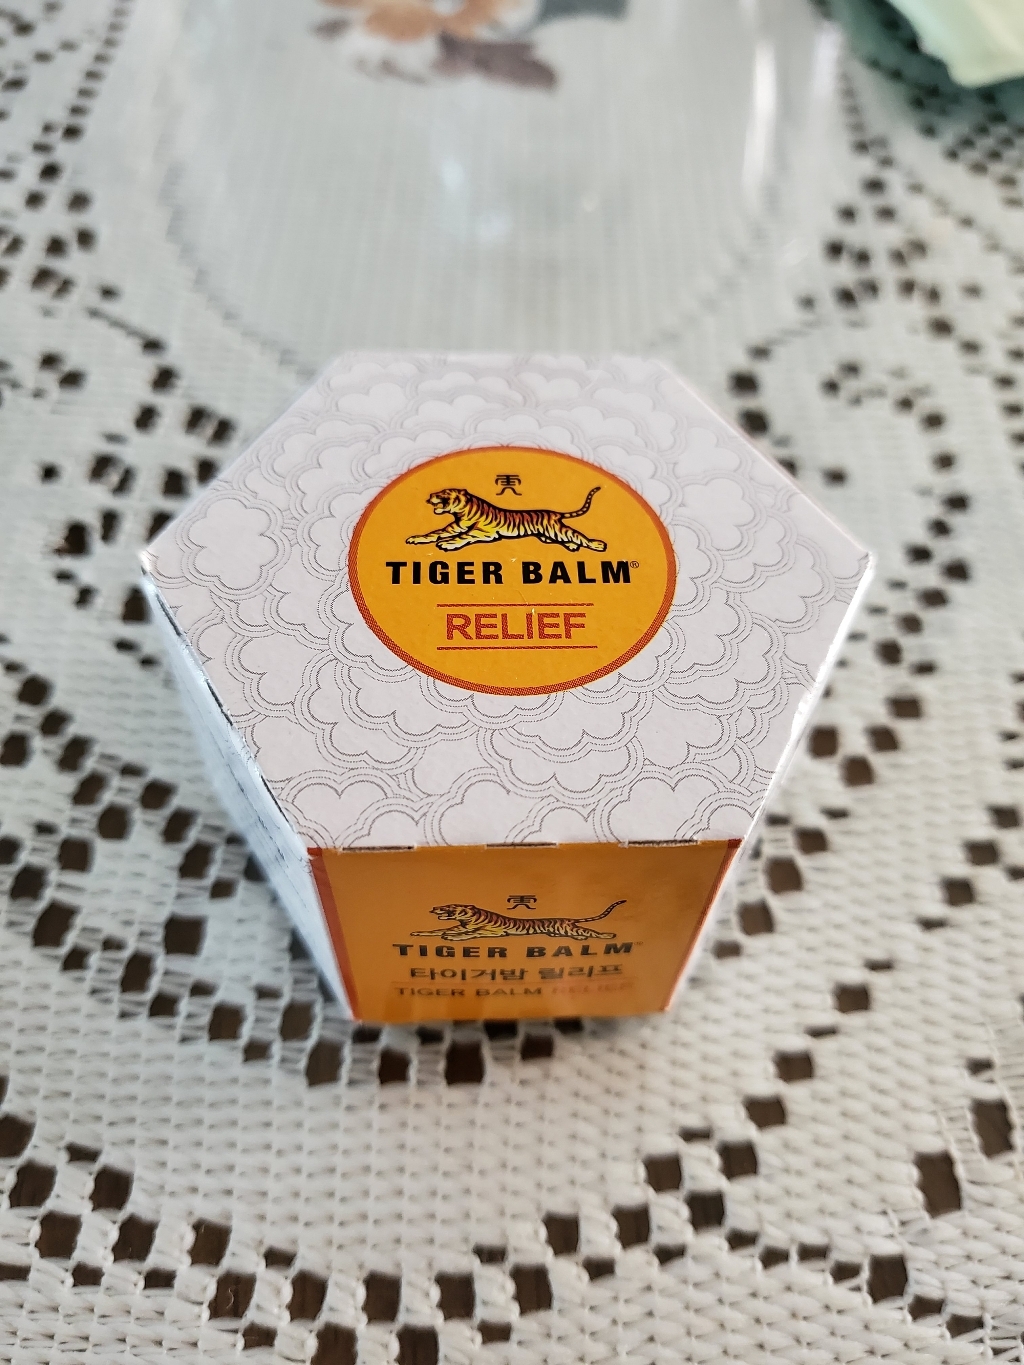 虎
TIGER BALM®
RELIEF
虎
TIGER BALM®
타이거밤 릴리프
TIGER BALM RELIEF